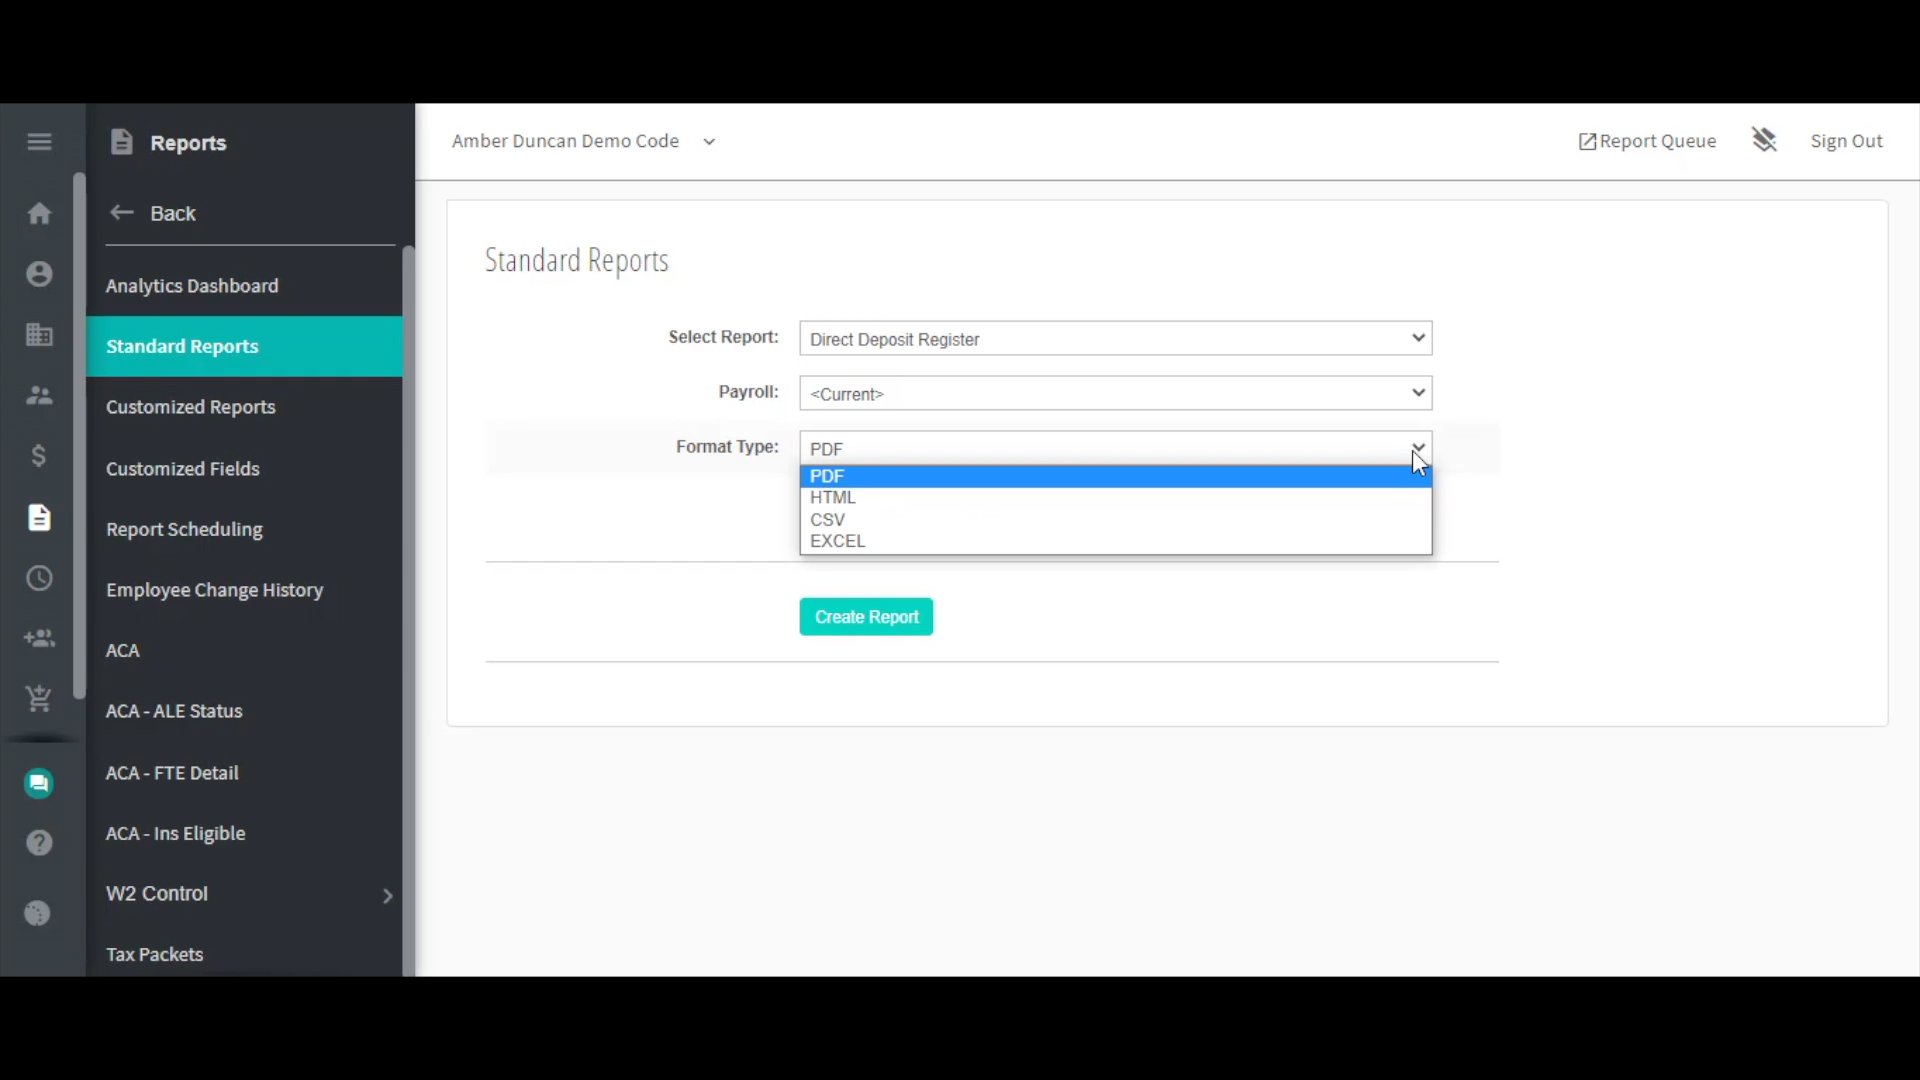 Reports
Back
Analytics Dashboard
Standard Reports
Customized Reports
Customized Fields
Report Scheduling
Employee Change History
ACA
ACA - ALE Status
ACA - FTE Detail
ACA - Ins Eligible
W2 Control
Tax Packets
Amber Duncan Demo Code
Report Queue
Sign Out
Standard Reports
Select Report: Direct Deposit Register
Payroll: <Current>
Format Type: PDF
PDF
HTML
CSV
EXCEL
Create Report